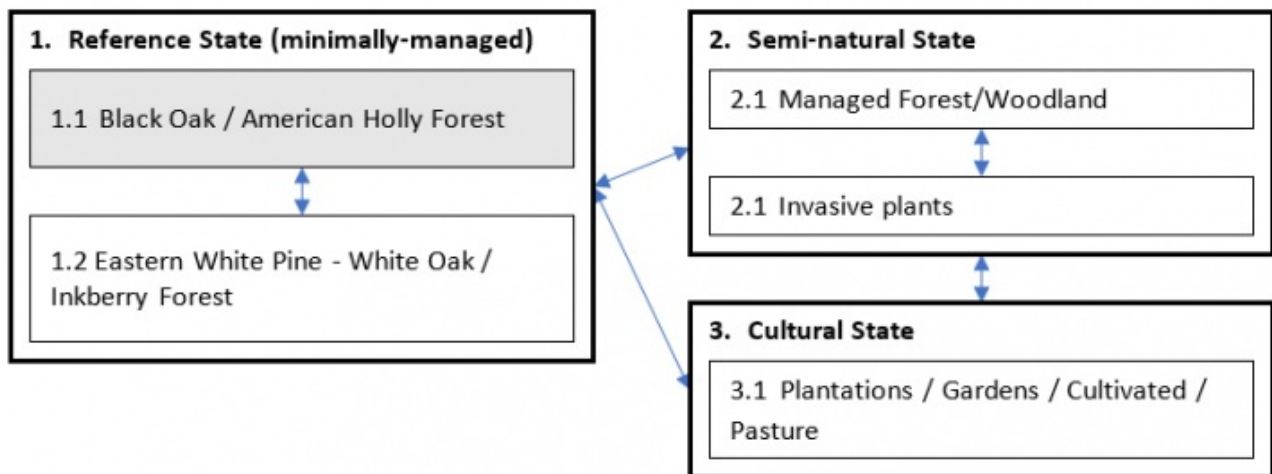 1. Reference State (minimally-managed)
1.1 Black Oak / American Holly Forest
1.2 Eastern White Pine - White Oak /
Inkberry Forest
2. Semi-natural State
2.1 Managed Forest/Woodland
2.1 Invasive plants
3. Cultural State
3.1 Plantations / Gardens / Cultivated /
Pasture